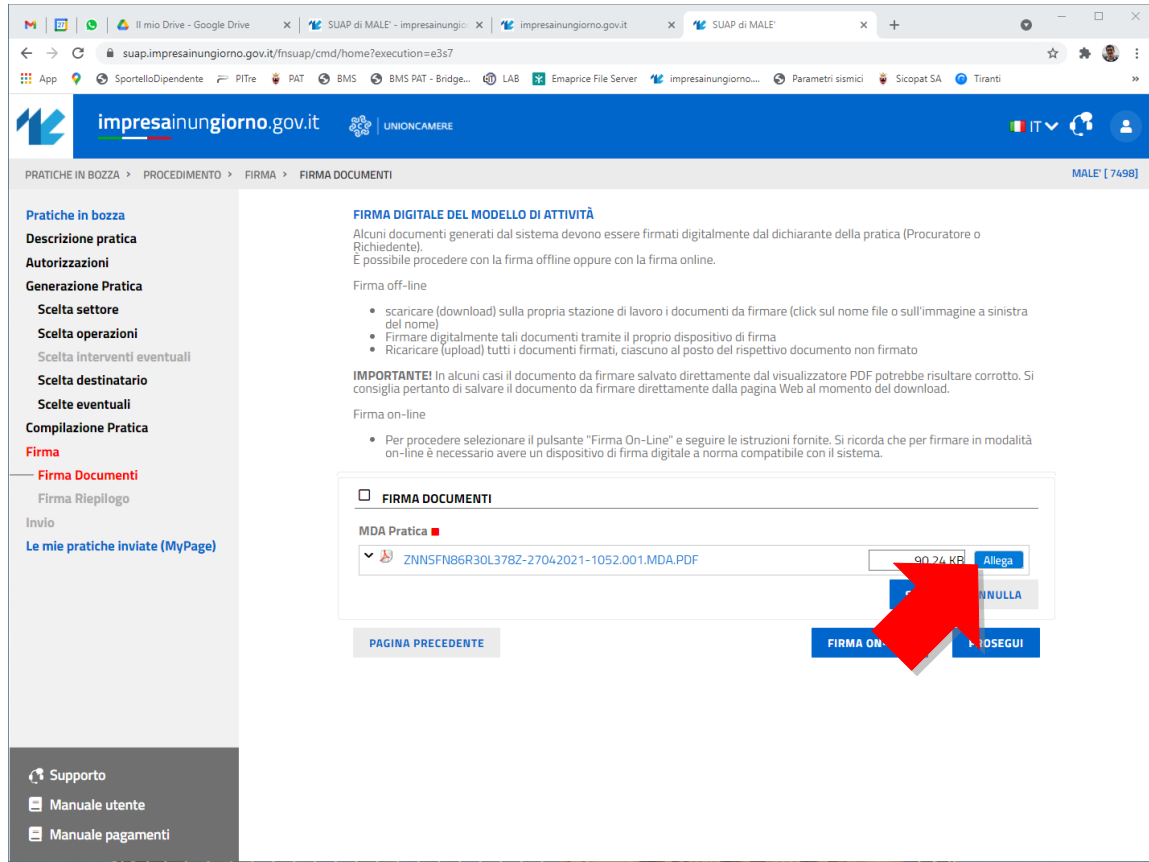 Il mio Drive - Google Drive
SUAP di MALE' - impresainungio
impresainungiorno.gov.it
SUAP di MALE'
suap.impresainungiorno.gov.it/fnsuap/cmd/home?execution=e3s7
App SportelloDipendente PITre PAT BMS BMS PAT - Bridge... LAB Emaprice File Server impresainungiorno.... Parametri sismici Sicopat SA Tiranti
impresainungiorno.gov.it
UNIONCAMERE
IT
PRATICHE IN BOZZA > PROCEDIMENTO > FIRMA > FIRMA DOCUMENTI
MALE' [ 7498]
Pratiche in bozza
Descrizione pratica
Autorizzazioni
Generazione Pratica
Scelta settore
Scelta operazioni
Scelta interventi eventuali
Scelta destinatario
Scelte eventuali
Compilazione Pratica
Firma
Firma Documenti
Firma Riepilogo
Invio
Le mie pratiche inviate (MyPage)
Supporto
Manuale utente
Manuale pagamenti
FIRMA DIGITALE DEL MODELLO DI ATTIVITÀ
Alcuni documenti generati dal sistema devono essere firmati digitalmente dal dichiarante della pratica (Procuratore o
Richiedente).
È possibile procedere con la firma offline oppure con la firma online.
Firma off-line
scaricare (download) sulla propria stazione di lavoro i documenti da firmare (click sul nome file o sull'immagine a sinistra
del nome)
Firmare digitalmente tali documenti tramite il proprio dispositivo di firma
Ricaricare (upload) tutti i documenti firmati, ciascuno al posto del rispettivo documento non firmato
IMPORTANTE! In alcuni casi il documento da firmare salvato direttamente dal visualizzatore PDF potrebbe risultare corrotto. Si
consiglia pertanto di salvare il documento da firmare direttamente dalla pagina Web al momento del download.
Firma on-line
Per procedere selezionare il pulsante "Firma On-Line" e seguire le istruzioni fornite. Si ricorda che per firmare in modalità
on-line è necessario avere un dispositivo di firma digitale a norma compatibile con il sistema.
FIRMA DOCUMENTI
MDA Pratica
ZNNSFN86R30L378Z-27042021-1052.001.MDA.PDF
90,24 KB
Allega
NNULLA
PAGINA PRECEDENTE
FIRMA ON
PROSEGUI